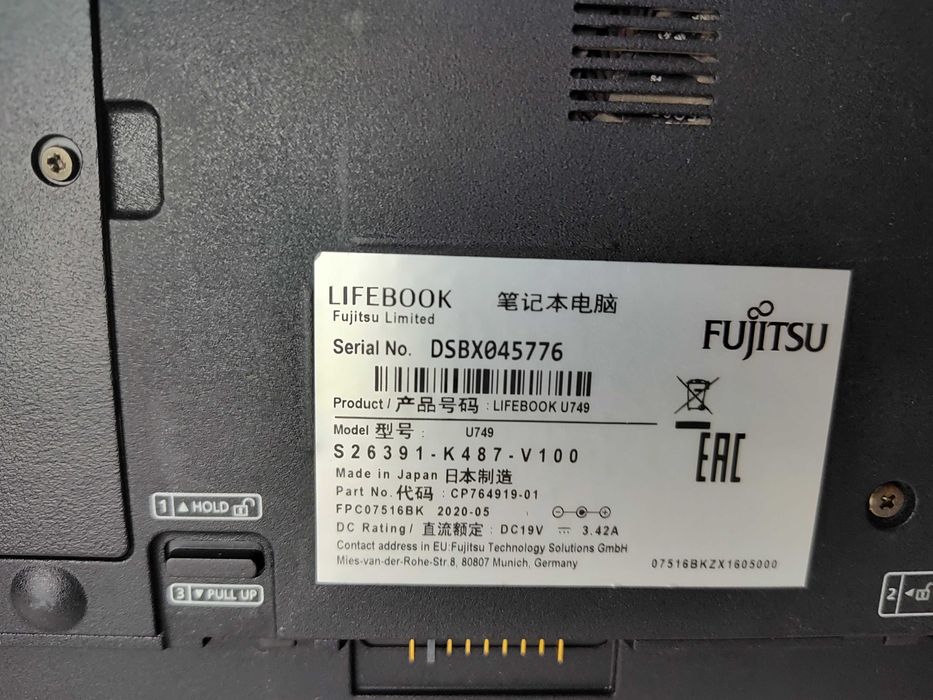 LIFEBOOK 笔记本电脑
Fujitsu Limited
FUJITSU
Serial No. DSBX045776
Product / 产品号码 : LIFEBOOK U749
Model 型号 : U749
S26391-K487-V100
EAC
Made in Japan 日本制造
Part No. 代码 : CP764919-01
FPC07516BK 2020-05
DC Rating / 直流额定 : DC19V ⎓ 3.42A
Contact address in EU:Fujitsu Technology Solutions GmbH
Mies-van-der-Rohe-Str 8, 80807 Munich, Germany
07516BKZX1605000
1 ▲ HOLD
3 ▼ PULL UP
2 ◄